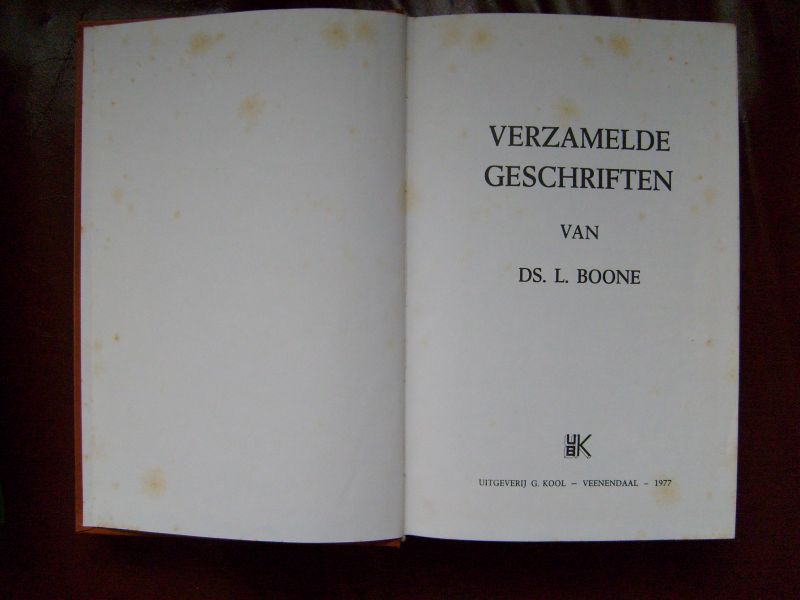 VERZAMELDE
GESCHRIFTEN
VAN
DS. L. BOONE
UITGEVERIJ G. KOOL – VEENENDAAL – 1977